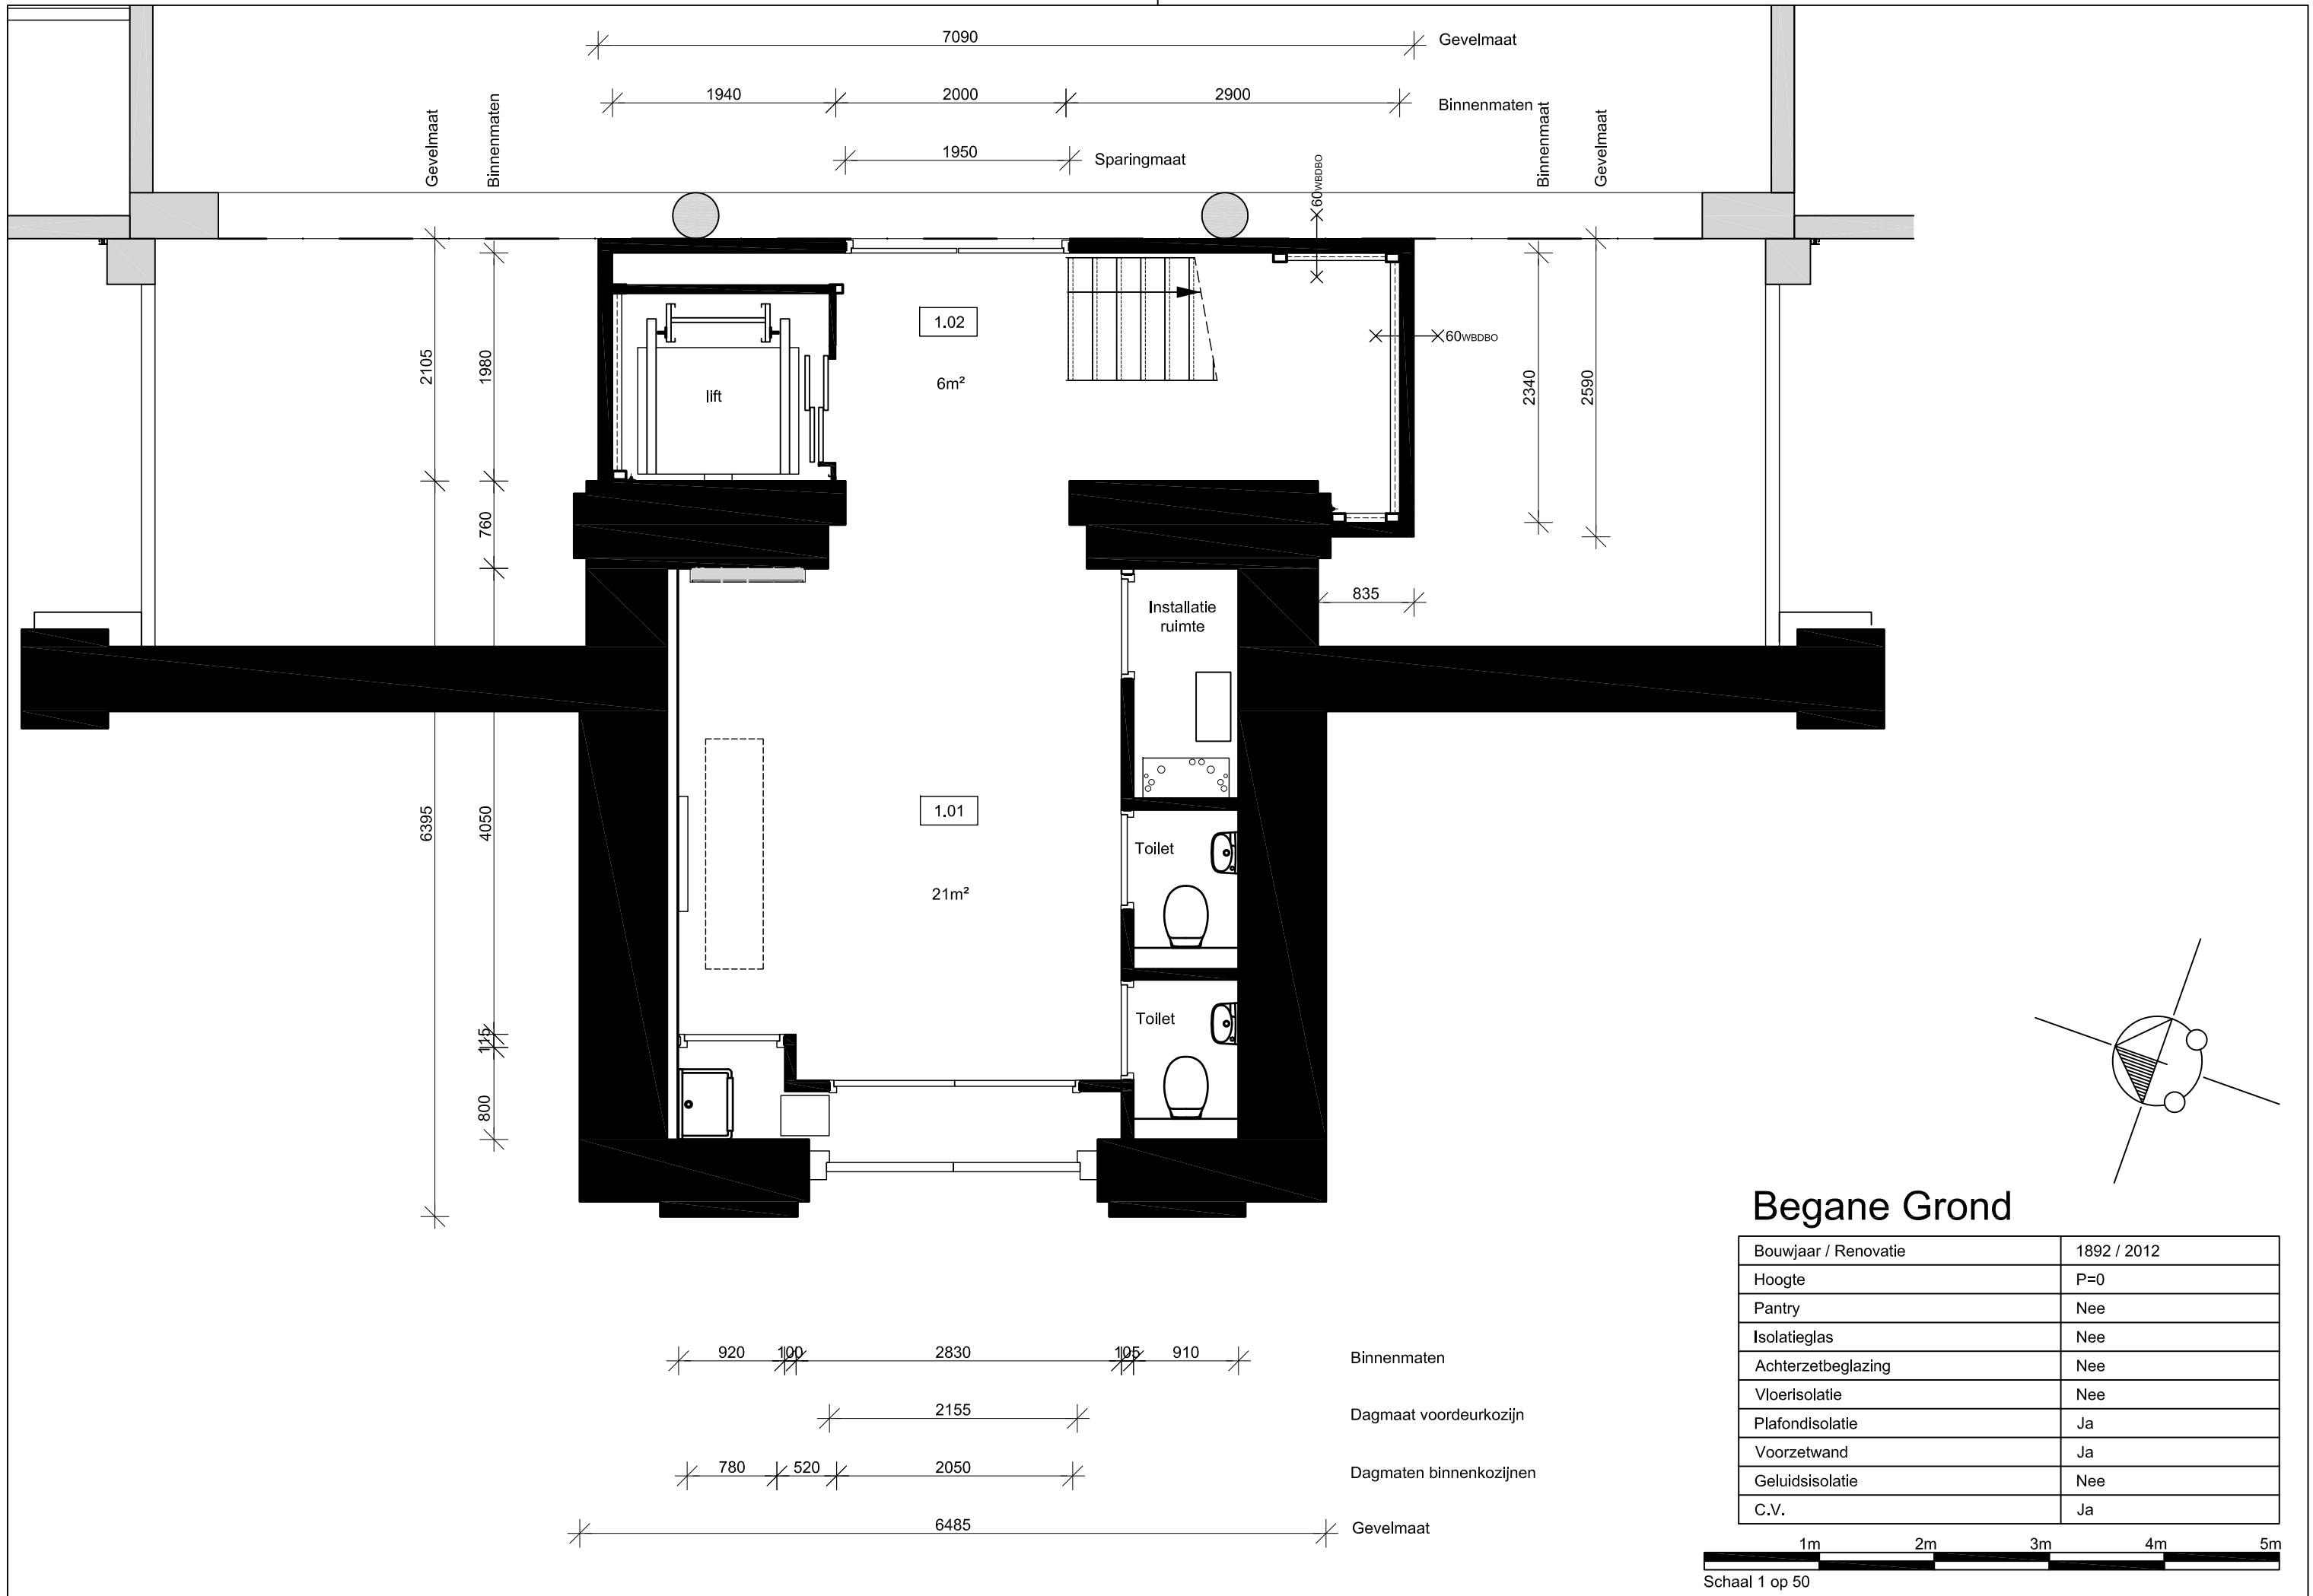 7090
Gevelmaat
1940
2000
2900
Binnenmaten
1950
Sparingmaat
Gevelmaat
Binnenmaten
Binnenmaat
Gevelmaat
60WBDBO
1.02
60WBDBO
2105
1980
6m²
lift
2340
2590
760
835
Installatie
ruimte
6395
4050
1.01
Toilet
21m²
Toilet
115
800
Begane Grond
Bouwjaar / Renovatie 1892 / 2012
Hoogte P=0
Pantry Nee
Isolatieglas Nee
Achterzetbeglazing Nee
Vloerisolatie Nee
Plafondisolatie Ja
Voorzetwand Ja
Geluidsisolatie Nee
C.V. Ja
920 100 2830 105 910 Binnenmaten
2155 Dagmaat voordeurkozijn
780 520 2050 Dagmaten binnenkozijnen
6485 Gevelmaat
1m 2m 3m 4m 5m
Schaal 1 op 50